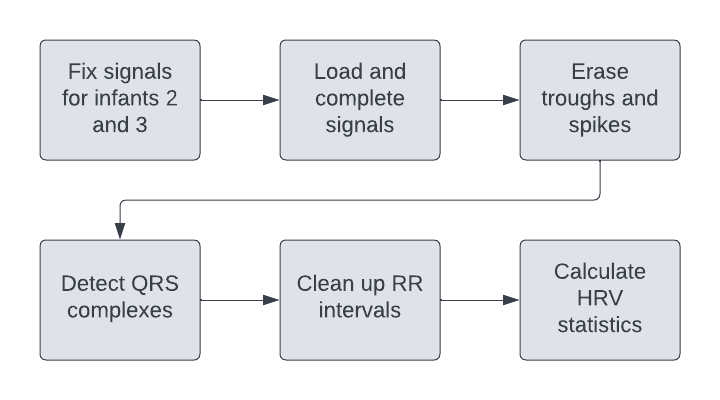 Fix signals
for infants 2
and 3
Load and
complete
signals
Erase
troughs and
spikes
Detect QRS
complexes
Clean up RR
intervals
Calculate
HRV
statistics